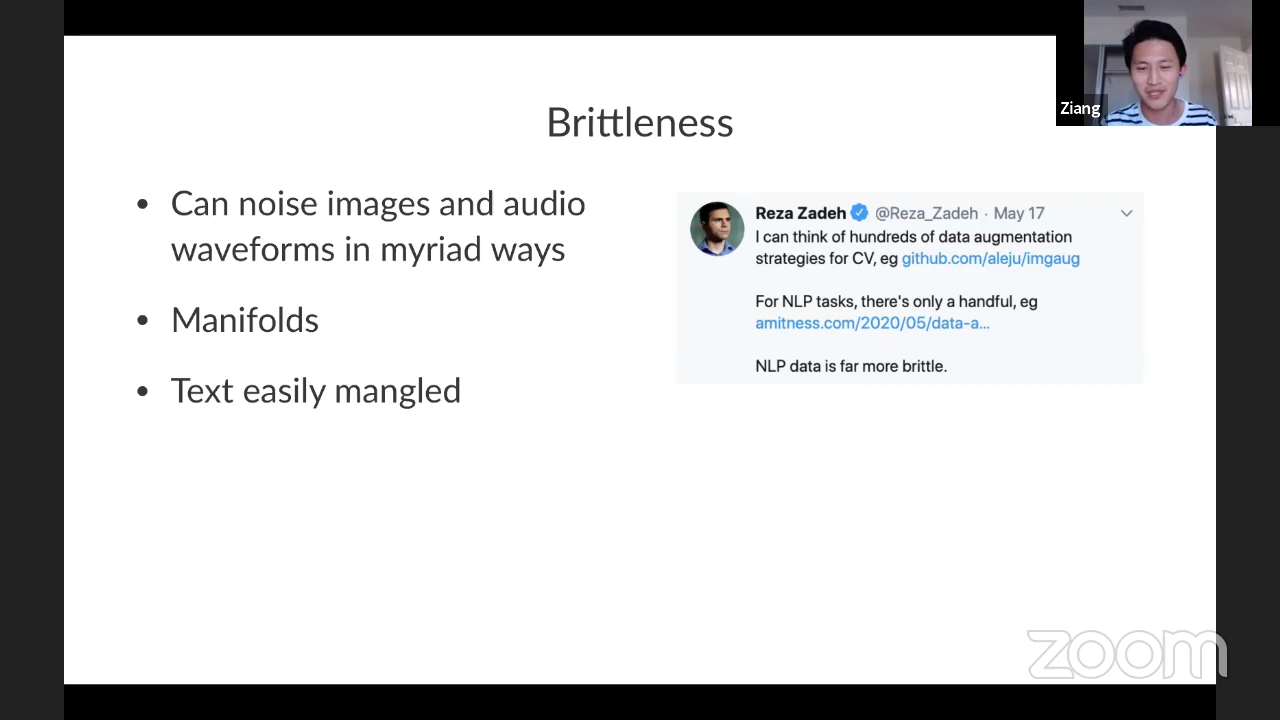 Brittleness
Ziang
• Can noise images and audio
waveforms in myriad ways
• Manifolds
• Text easily mangled
Reza Zadeh @Reza_Zadeh · May 17
I can think of hundreds of data augmentation
strategies for CV, eg github.com/aleju/imgaug
For NLP tasks, there's only a handful, eg
amitness.com/2020/05/data-a...
NLP data is far more brittle.
zoom